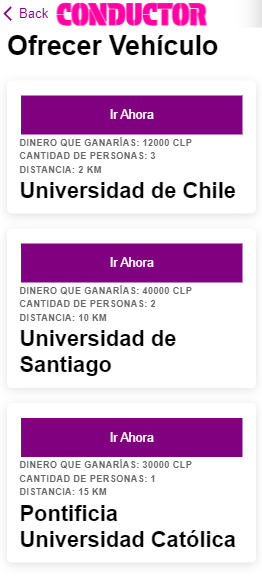 Back CONDUCTOR
Ofrecer Vehículo
Ir Ahora
DINERO QUE GANARÍAS: 12000 CLP
CANTIDAD DE PERSONAS: 3
DISTANCIA: 2 KM
Universidad de Chile
Ir Ahora
DINERO QUE GANARÍAS: 40000 CLP
CANTIDAD DE PERSONAS: 2
DISTANCIA: 10 KM
Universidad de
Santiago
Ir Ahora
DINERO QUE GANARÍAS: 30000 CLP
CANTIDAD DE PERSONAS: 1
DISTANCIA: 15 KM
Pontificia
Universidad Católica